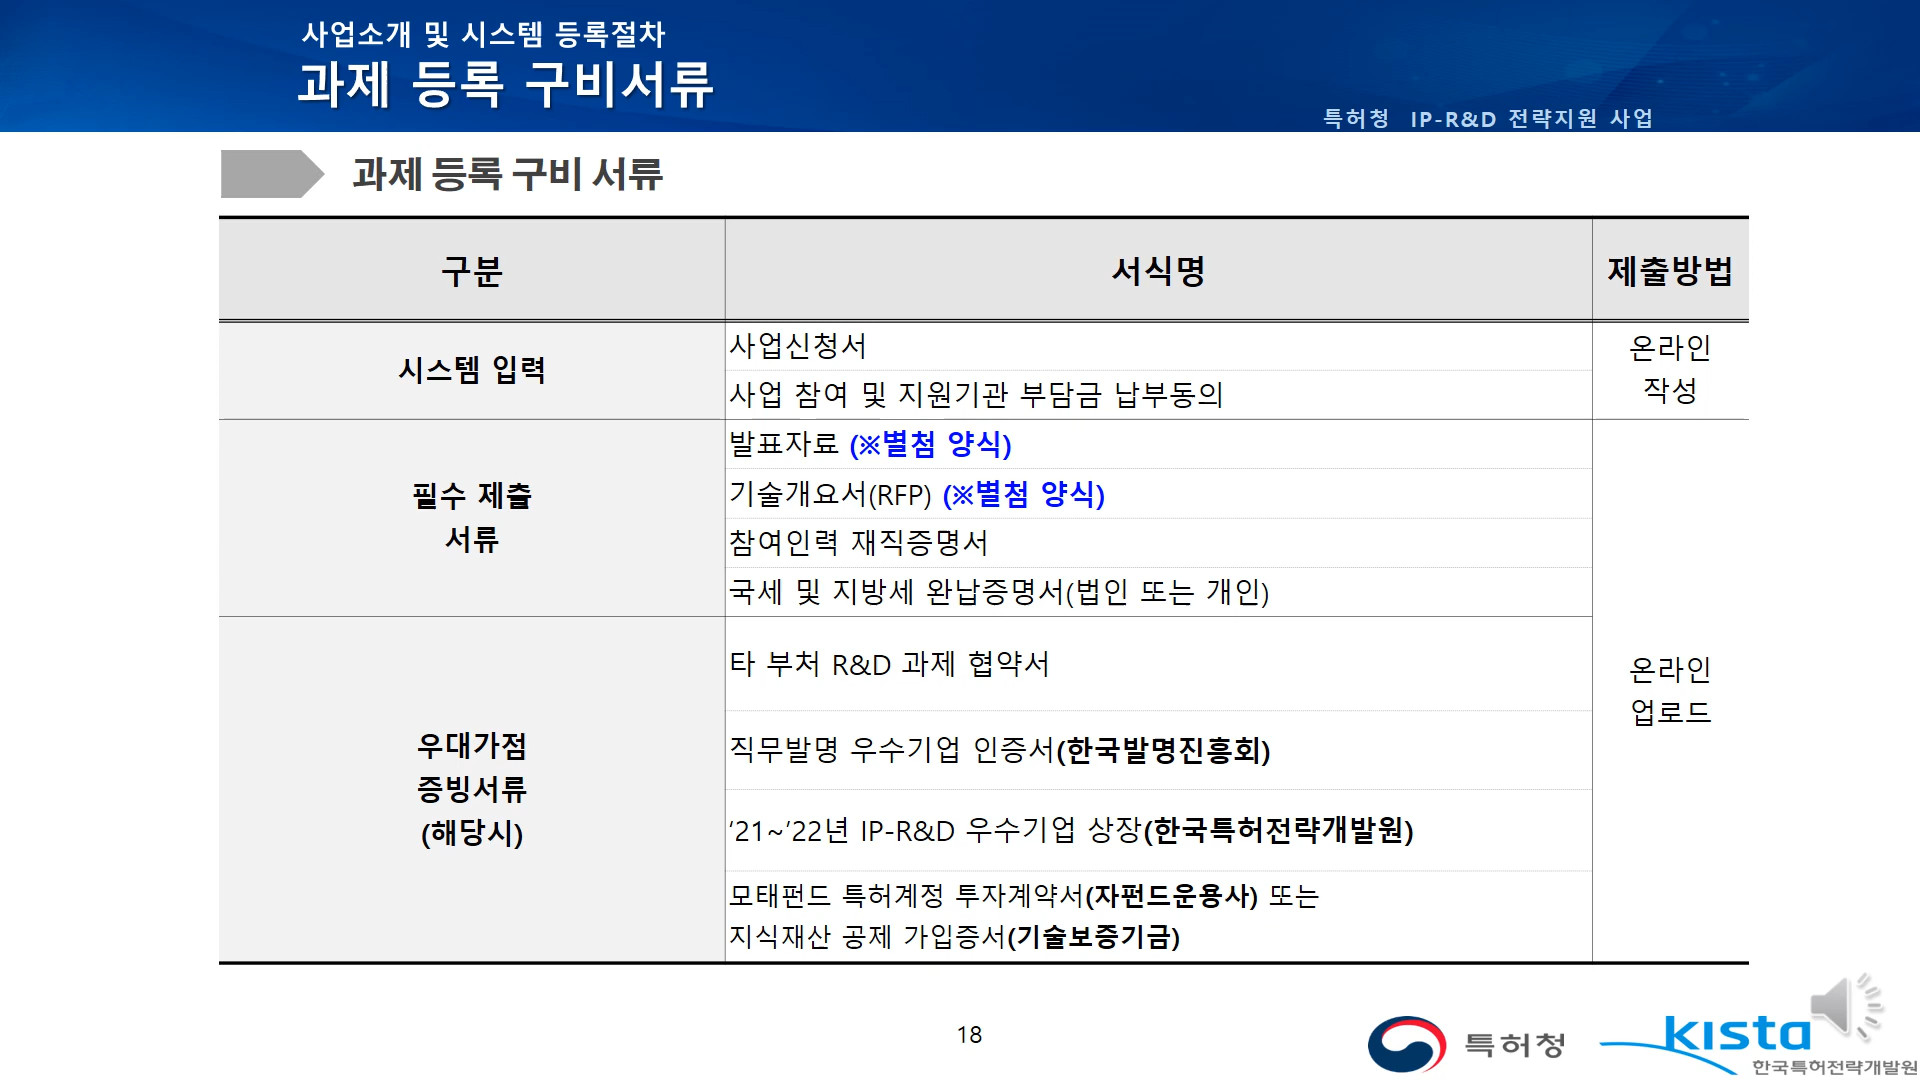 사업소개 및 시스템 등록절차
과제 등록 구비서류
특허청 IP-R&D 전략지원 사업
과제 등록 구비 서류
구분
서식명
제출방법
시스템 입력
사업신청서
사업 참여 및 지원기관 부담금 납부동의
온라인
작성
필수 제출
서류
발표자료 (※별첨 양식)
기술개요서(RFP) (※별첨 양식)
참여인력 재직증명서
국세 및 지방세 완납증명서(법인 또는 개인)
우대가점
증빙서류
(해당시)
타 부처 R&D 과제 협약서
직무발명 우수기업 인증서(한국발명진흥회)
’21~’22년 IP-R&D 우수기업 상장(한국특허전략개발원)
모태펀드 특허계정 투자계약서(자펀드운용사) 또는
지식재산 공제 가입증서(기술보증기금)
온라인
업로드
18
특허청
kista
한국특허전략개발원